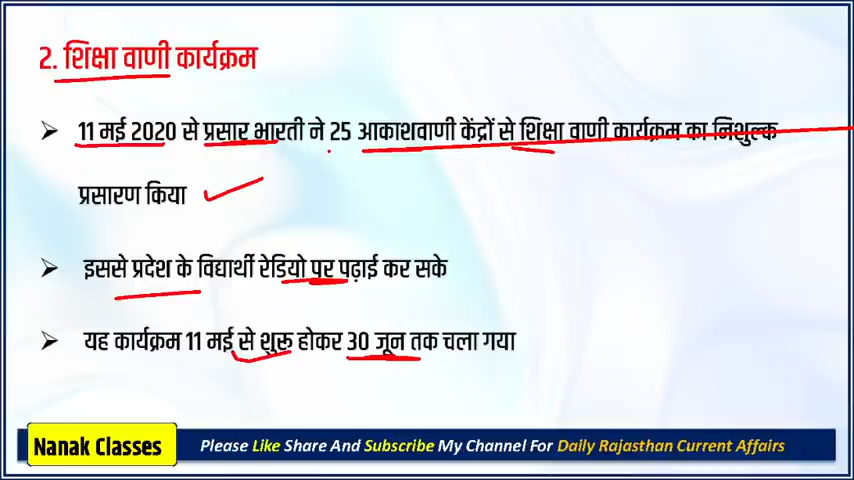 2. शिक्षा वाणी कार्यक्रम
➢ 11 मई 2020 से प्रसार भारती ने 25 आकाशवाणी केंद्रों से शिक्षा वाणी कार्यक्रम का निशुल्क
प्रसारण किया
➢ इससे प्रदेश के विद्यार्थी रेडियो पर पढ़ाई कर सके
➢ यह कार्यक्रम 11 मई से शुरू होकर 30 जून तक चला गया
Nanak Classes Please Like Share And Subscribe My Channel For Daily Rajasthan Current Affairs